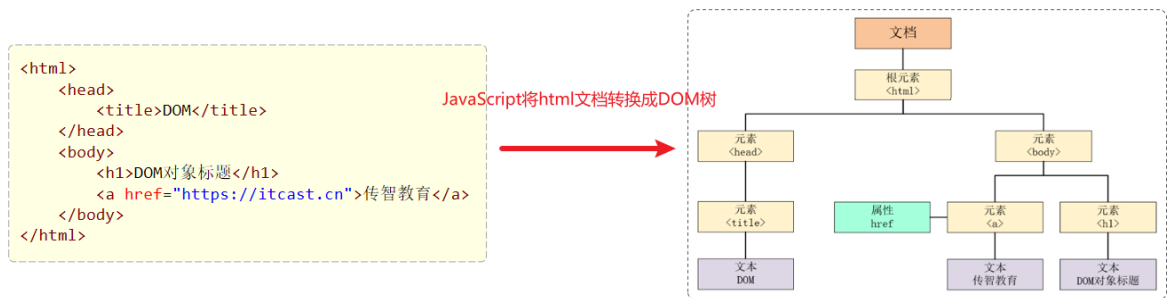 <html>
<head>
<title>DOM</title>
</head>
<body>
<h1>DOM对象标题</h1>
<a href="https://itcast.cn">传智教育</a>
</body>
</html>
JavaScript将html文档转换成DOM树
文档
根元素
<html>
元素
<head>
元素
<body>
元素
<title>
属性
href
元素
<a>
元素
<h1>
文本
DOM
文本
传智教育
文本
DOM对象标题